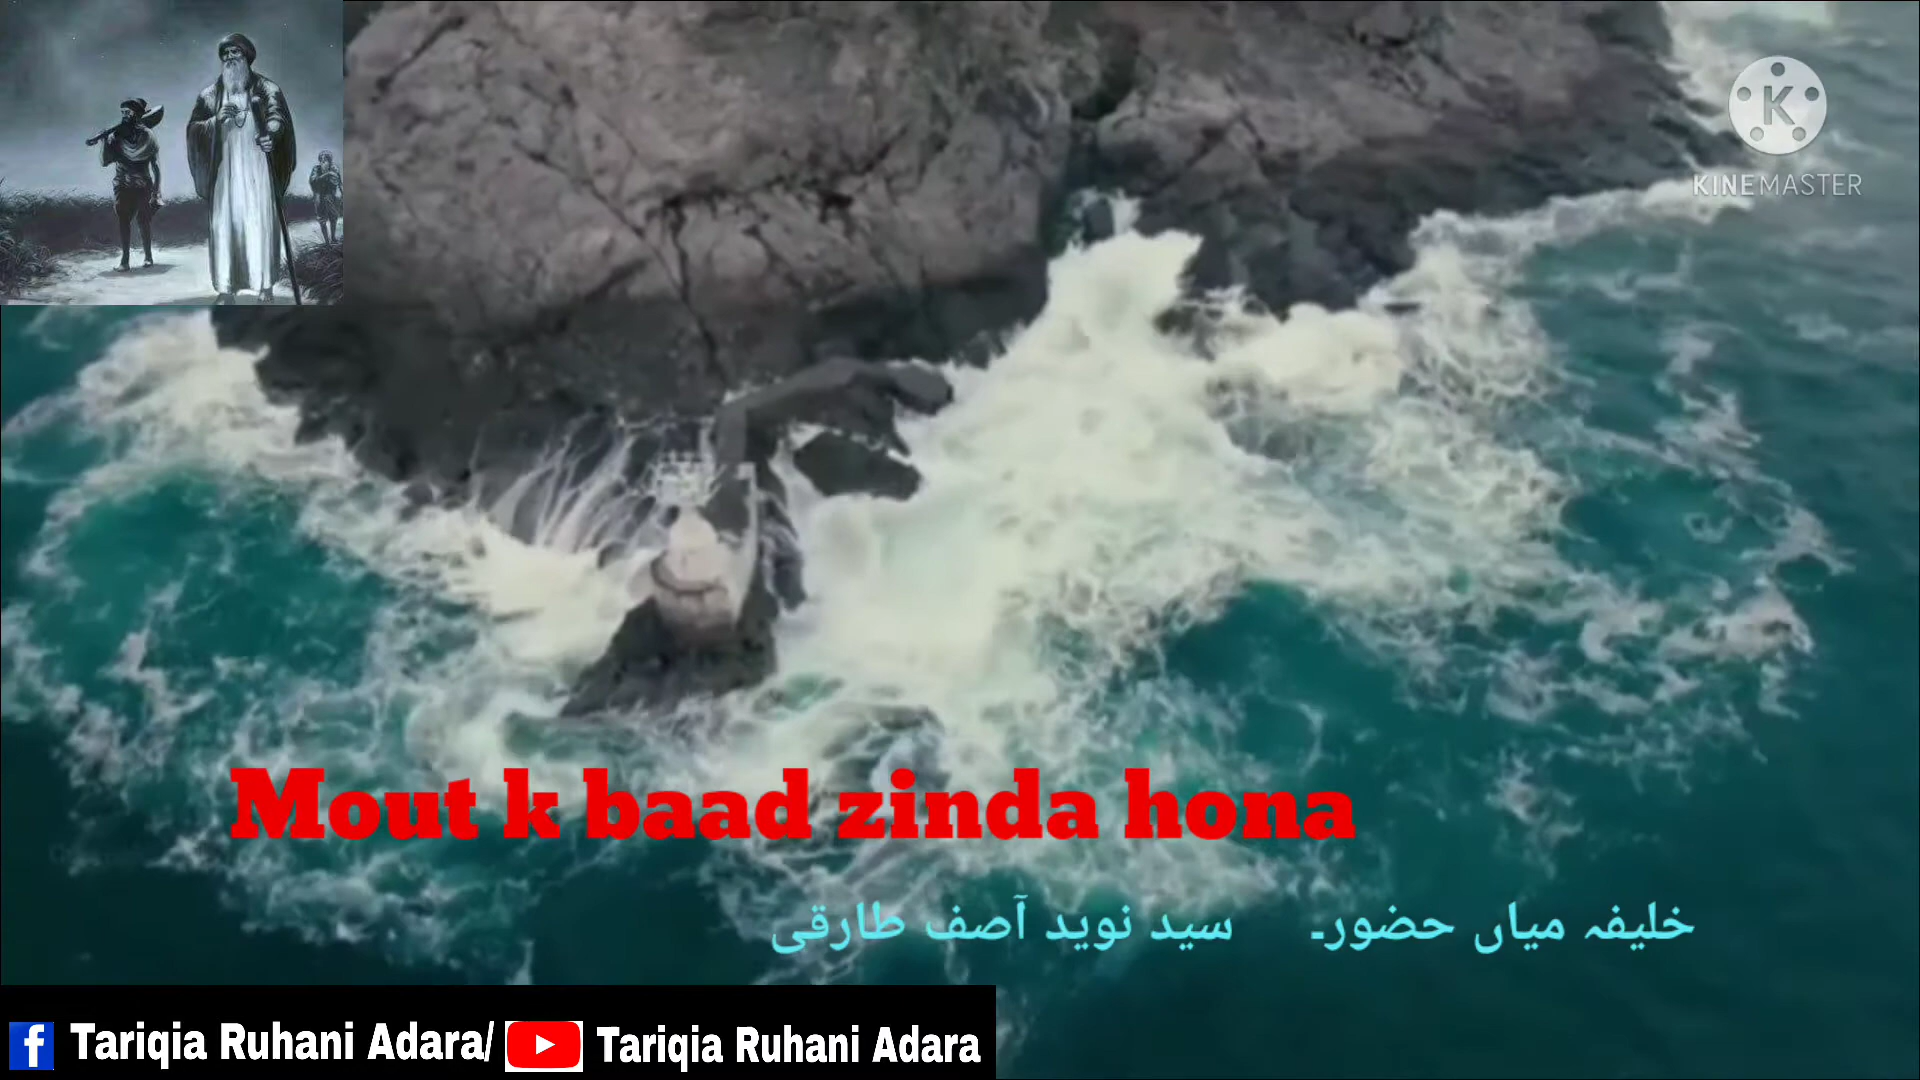 KINEMASTER
Mout k baad zinda hona
خلیفہ میاں حضور۔ سید نوید آصف طارقی
Tariqia Ruhani Adara/ Tariqia Ruhani Adara